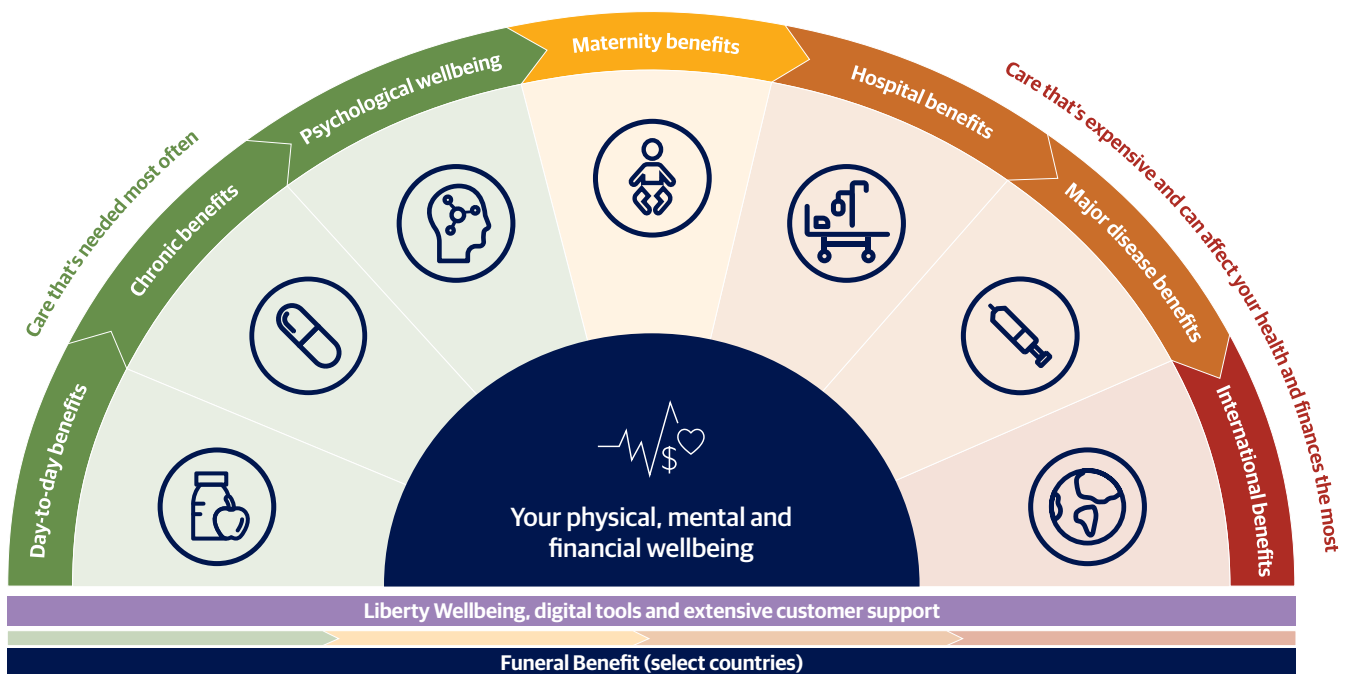 Care that's needed most often
Care that's expensive and can affect your health and finances the most
Day-to-day benefits
Chronic benefits
Psychological wellbeing
Maternity benefits
Hospital benefits
Major disease benefits
International benefits
$
Your physical, mental and
financial wellbeing
Liberty Wellbeing, digital tools and extensive customer support
Funeral Benefit (select countries)